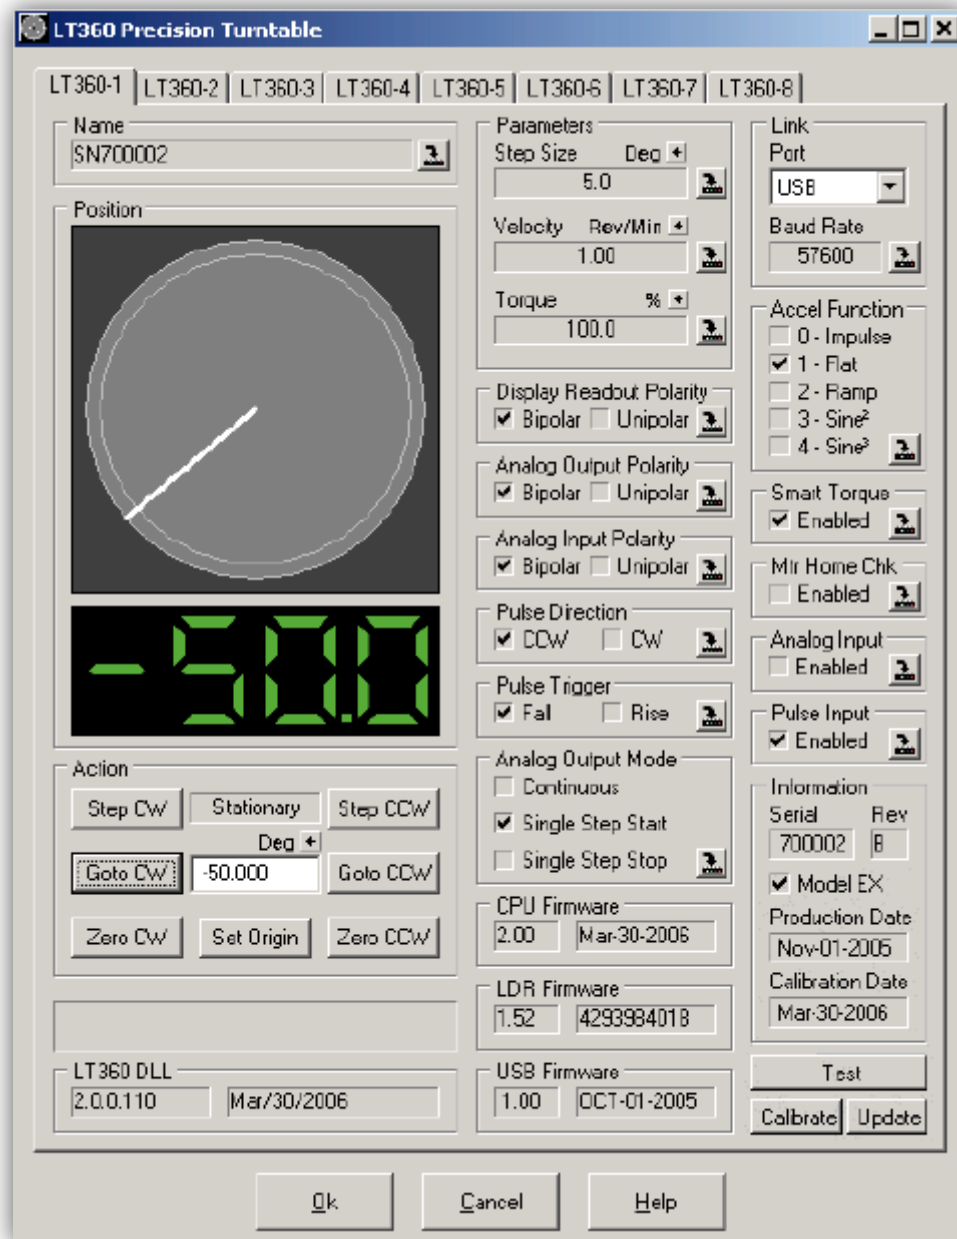 LT360 Precision Turntable
LT360-1 LT360-2 LT360-3 LT360-4 LT360-5 LT360-6 LT360-7 LT360-8
Name
SN700002
Position
-50.0
Action
Step CW Stationary Step CCW
Deg
Goto CW -50.000 Goto CCW
Zero CW Set Origin Zero CCW
LT360 DLL
2.0.0.110 Mar/30/2006
Parameters
Step Size Deg
5.0
Velocity Rev/Min
1.00
Torque %
100.0
Display Readout Polarity
Bipolar Unipolar
Analog Output Polarity
Bipolar Unipolar
Analog Input Polarity
Bipolar Unipolar
Pulse Direction
CCW CW
Pulse Trigger
Fall Rise
Analog Output Mode
Continuous
Single Step Start
Single Step Stop
CPU Firmware
2.00 Mar-30-2006
LDR Firmware
1.52 4293984018
USB Firmware
1.00 OCT-01-2005
Link
Port
USB
Baud Rate
57600
Accel Function
0 - Impulse
1 - Flat
2 - Ramp
3 - Sine²
4 - Sine³
Smart Torque
Enabled
Mtr Home Chk
Enabled
Analog Input
Enabled
Pulse Input
Enabled
Information
Serial Rev
700002 B
Model EX
Production Date
Nov-01-2005
Calibration Date
Mar-30-2006
Test
Calibrate Update
Ok Cancel Help